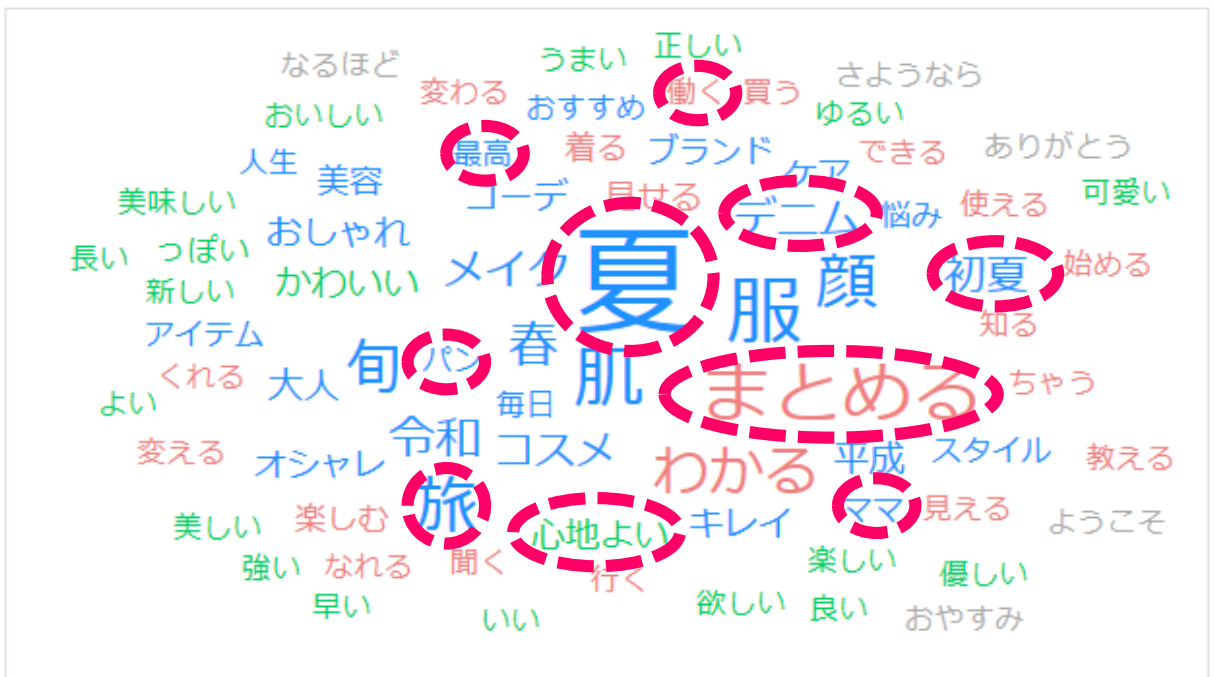 正しい
うまい
なるほど
さようなら
変わる
働く
買う
おすすめ
おいしい
ゆるい
最高
着る
ブランド
できる
ありがとう
人生
美容
ケア
コーデ
見せる
美味しい
デニム
悩み
使える
可愛い
おしゃれ
長い
っぽい
メイク
夏
初夏
始める
新しい
かわいい
顔
服
アイテム
春
知る
旬
パン
くれる
大人
肌
まとめる
ちゃう
よい
毎日
令和
コスメ
変える
オシャレ
わかる
平成
スタイル
教える
旅
美しい
楽しむ
心地よい
キレイ
ママ
見える
ようこそ
強い
なれる
聞く
行く
楽しい
優しい
早い
いい
欲しい
良い
おやすみ